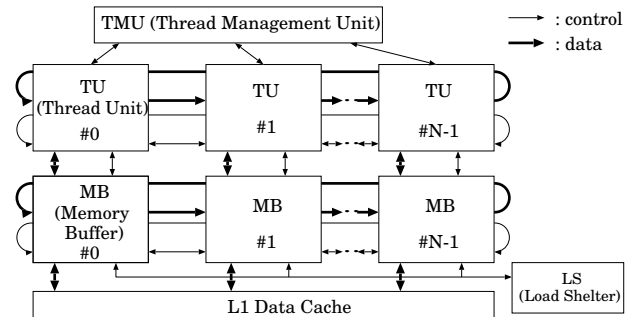 TMU (Thread Management Unit)
: control
: data
TU
(Thread Unit)
#0
TU
#1
TU
#N-1
MB
(Memory
Buffer)
#0
MB
#1
MB
#N-1
LS
(Load Shelter)
L1 Data Cache